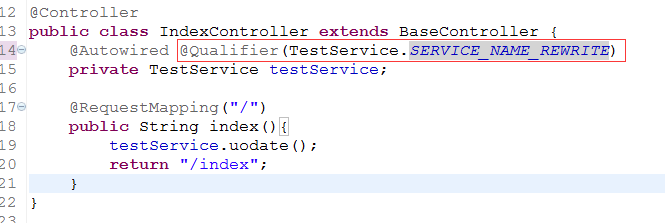 12 @Controller
13 public class IndexController extends BaseController {
14 @Autowired @Qualifier(TestService.SERVICE_NAME_REWRITE)
15 private TestService testService;
16
17 @RequestMapping("/")
18 public String index(){
19 testService.uodate();
20 return "/index";
21 }
22 }
23